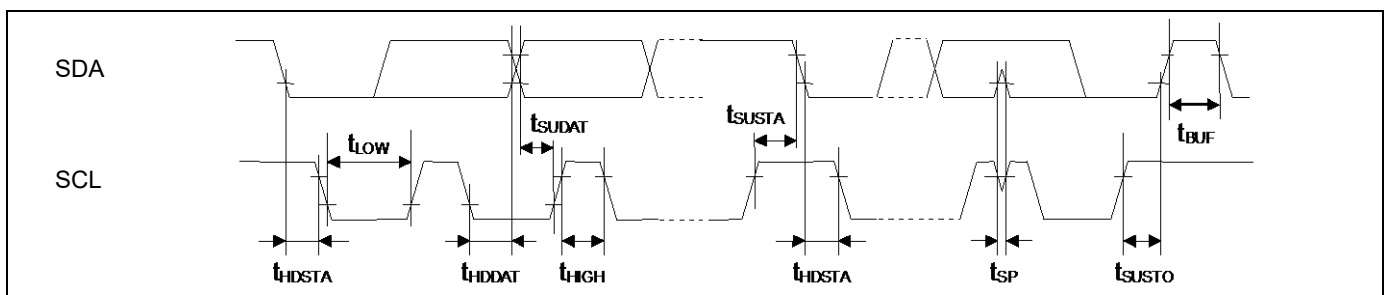 SDA
tSUDAT
tSUSTA
tLOW
tBUF
SCL
tHDSTA
tHDDAT
tHIGH
tHDSTA
tSP
tSUSTO